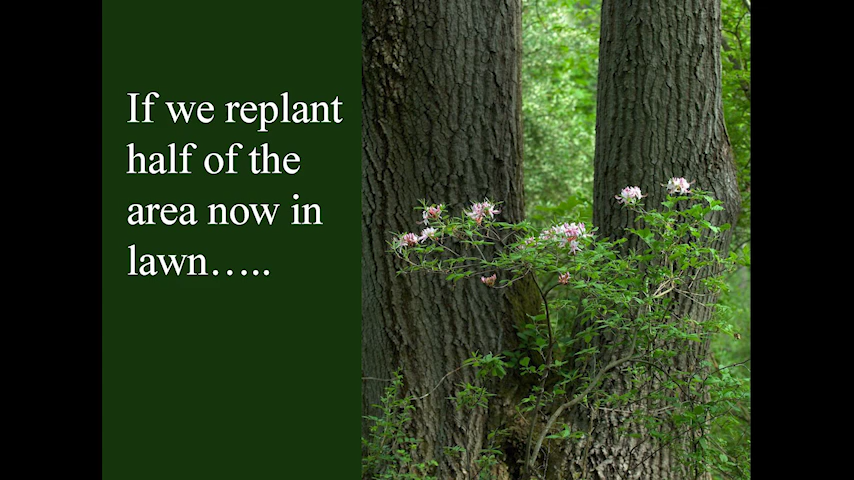 If we replant
half of the
area now in
lawn…..